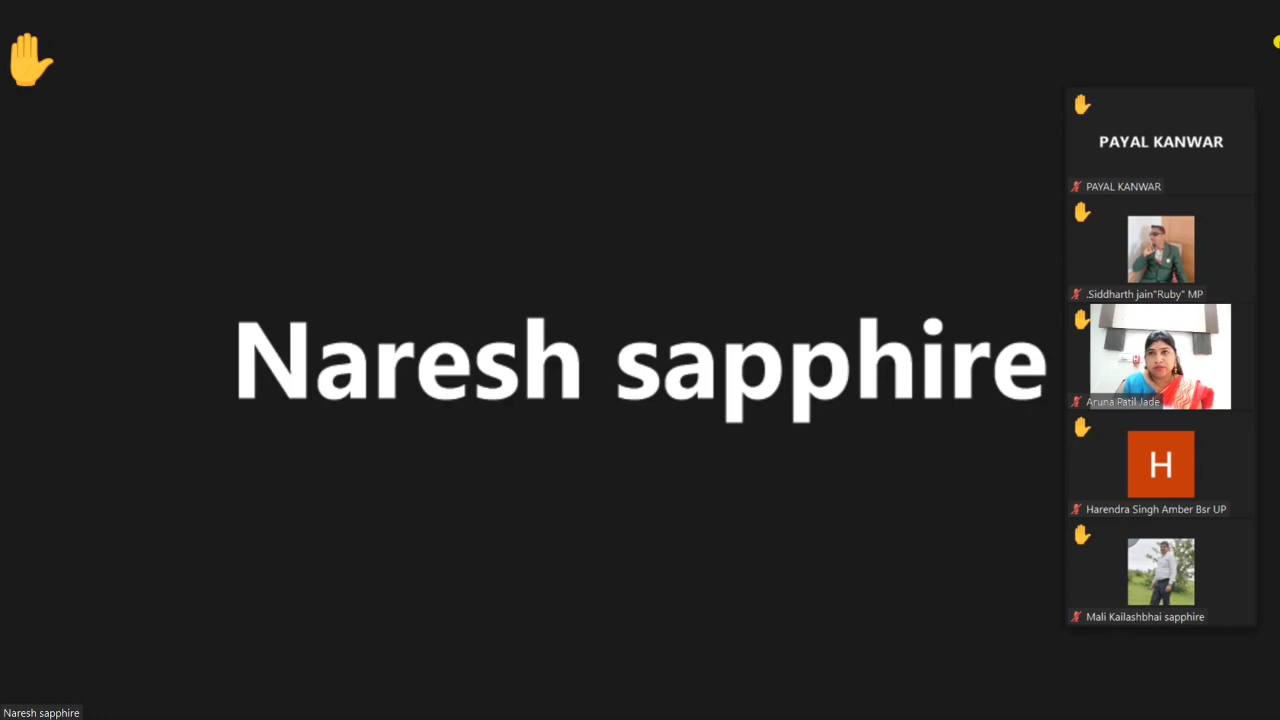 Naresh sapphire
PAYAL KANWAR
PAYAL KANWAR
.Siddharth jain"Ruby" MP
Aruna Patil Jade
H
Harendra Singh Amber Bsr UP
Mali Kailashbhai sapphire
Naresh sapphire